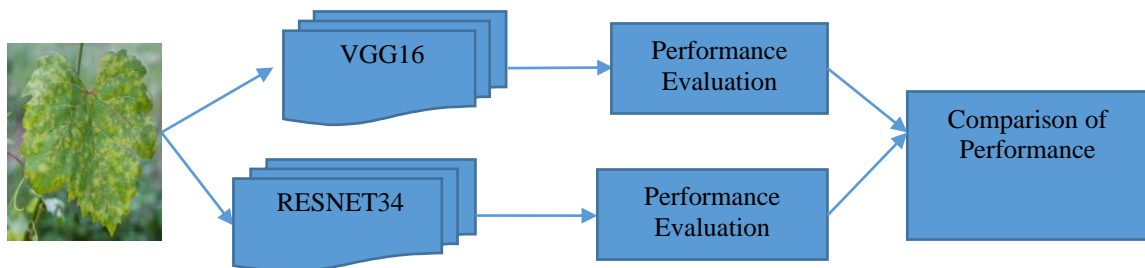 VGG16
Performance
Evaluation
Comparison of
Performance
RESNET34
Performance
Evaluation